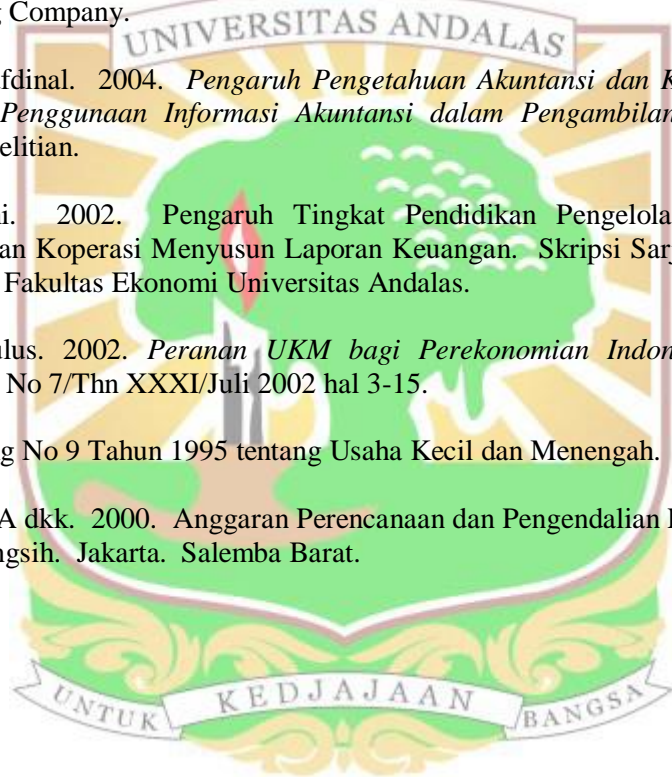 g Company.
UNIVERSITAS ANDALAS
fdinal. 2004. Pengaruh Pengetahuan Akuntansi dan K
Penggunaan Informasi Akuntansi dalam Pengambilan
elitian.
i. 2002. Pengaruh Tingkat Pendidikan Pengelola
an Koperasi Menyusun Laporan Keuangan. Skripsi Sarj
Fakultas Ekonomi Universitas Andalas.
ulus. 2002. Peranan UKM bagi Perekonomian Indon
No 7/Thn XXXI/Juli 2002 hal 3-15.
g No 9 Tahun 1995 tentang Usaha Kecil dan Menengah.
A dkk. 2000. Anggaran Perencanaan dan Pengendalian
ngsih. Jakarta. Salemba Barat.
UNTUK KEDJAJAAN BANGSA